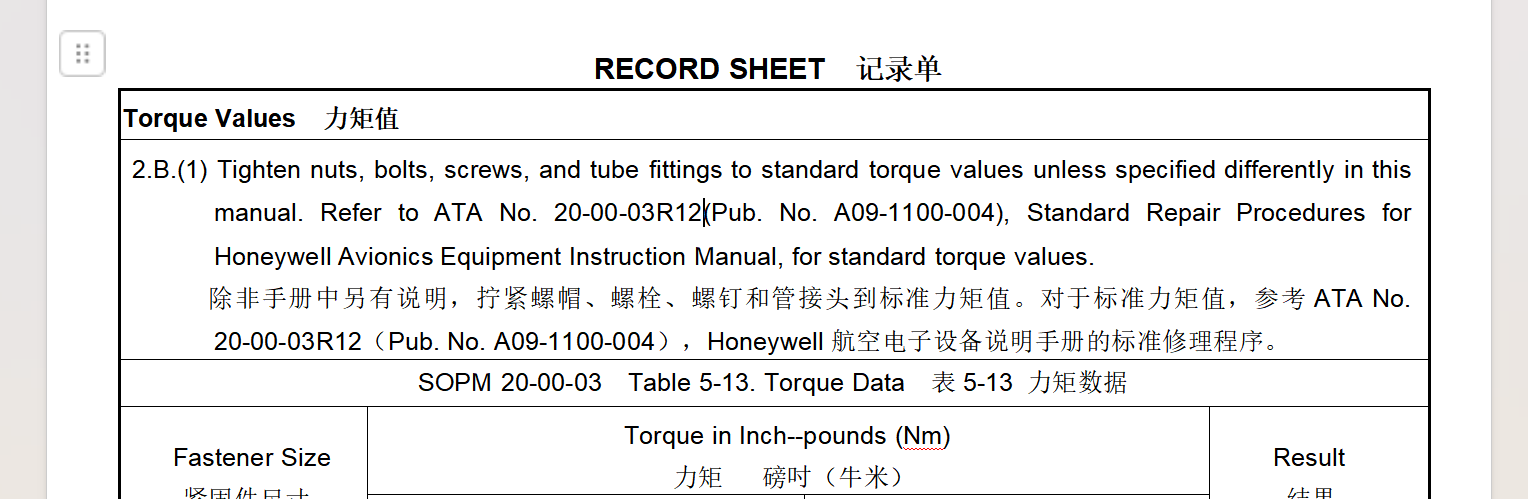 RECORD SHEET 记录单
Torque Values 力矩值
2.B.(1) Tighten nuts, bolts, screws, and tube fittings to standard torque values unless specified differently in this
manual. Refer to ATA No. 20-00-03R12(Pub. No. A09-1100-004), Standard Repair Procedures for
Honeywell Avionics Equipment Instruction Manual, for standard torque values.
除非手册中另有说明，拧紧螺帽、螺栓、螺钉和管接头到标准力矩值。对于标准力矩值，参考 ATA No.
20-00-03R12（Pub. No. A09-1100-004），Honeywell 航空电子设备说明手册的标准修理程序。
SOPM 20-00-03 Table 5-13. Torque Data 表 5-13 力矩数据
Torque in Inch--pounds (Nm)
Fastener Size
Result
力矩 磅吋（牛米）
紧固件尺寸
结果